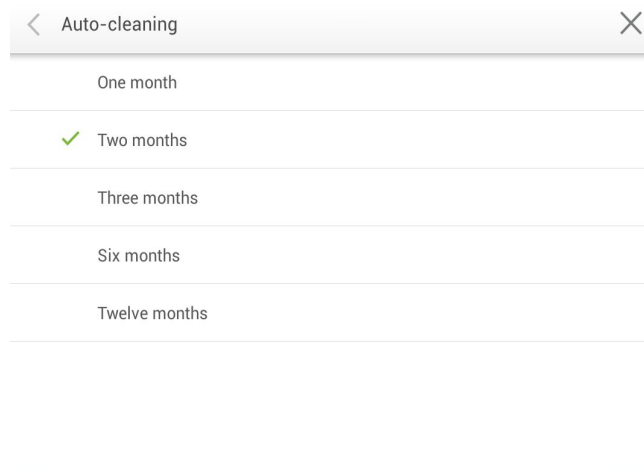 Auto-cleaning
One month
Two months
Three months
Six months
Twelve months